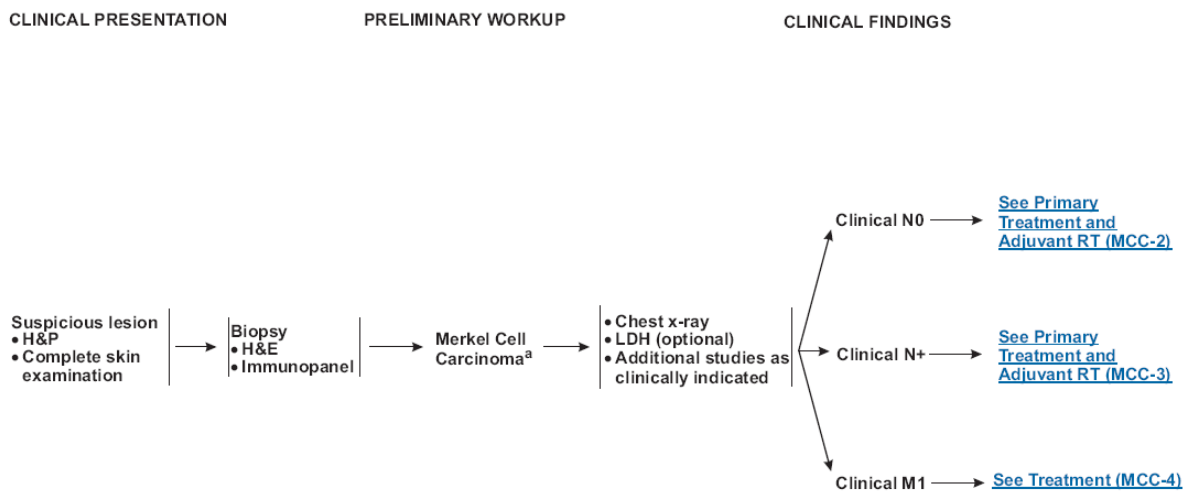 CLINICAL PRESENTATION
PRELIMINARY WORKUP
CLINICAL FINDINGS
Suspicious lesion
• H&P
• Complete skin
examination
Biopsy
• H&E
• Immunopanel
Merkel Cell
Carcinomaa
• Chest x-ray
• LDH (optional)
• Additional studies as
clinically indicated
Clinical N0
See Primary
Treatment and
Adjuvant RT (MCC-2)
Clinical N+
See Primary
Treatment and
Adjuvant RT (MCC-3)
Clinical M1
See Treatment (MCC-4)